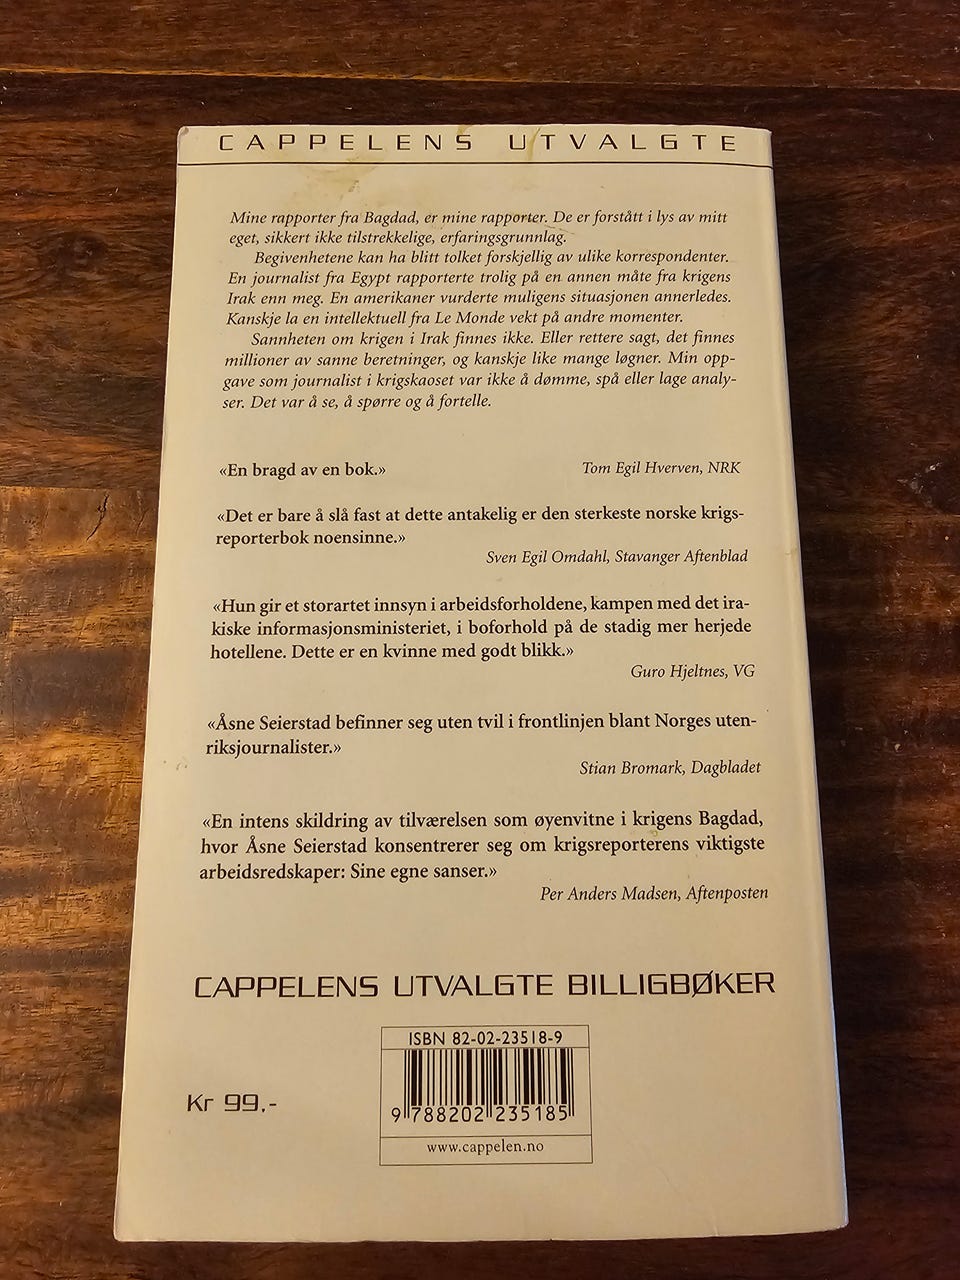 CAPPELENS UTVALGTE
Mine rapporter fra Bagdad, er mine rapporter. De er forstått i lys av mitt
eget, sikkert ikke tilstrekkelige, erfaringsgrunnlag.
Begivenhetene kan ha blitt tolket forskjellig av ulike korrespondenter.
En journalist fra Egypt rapporterte trolig på en annen måte fra krigens
Irak enn meg. En amerikaner vurderte muligens situasjonen annerledes.
Kanskje la en intellektuell fra Le Monde vekt på andre momenter.
Sannheten om krigen i Irak finnes ikke. Eller rettere sagt, det finnes
millioner av sanne beretninger, og kanskje like mange løgner. Min opp-
gave som journalist i krigskaoset var ikke å dømme, spå eller lage analy-
ser. Det var å se, å spørre og å fortelle.
«En bragd av en bok.» Tom Egil Hverven, NRK
«Det er bare å slå fast at dette antakelig er den sterkeste norske krigs-
reporterbok noensinne.»
Sven Egil Omdahl, Stavanger Aftenblad
«Hun gir et storartet innsyn i arbeidsforholdene, kampen med det ira-
kiske informasjonsministeriet, i boforhold på de stadig mer herjede
hotellene. Dette er en kvinne med godt blikk.»
Guro Hjeltnes, VG
«Åsne Seierstad befinner seg uten tvil i frontlinjen blant Norges uten-
riksjournalister.»
Stian Bromark, Dagbladet
«En intens skildring av tilværelsen som øyenvitne i krigens Bagdad,
hvor Åsne Seierstad konsentrerer seg om krigsreporterens viktigste
arbeidsredskaper: Sine egne sanser.»
Per Anders Madsen, Aftenposten
CAPPELENS UTVALGTE BILLIGBØKER
ISBN 82-02-23518-9
Kr 99,-
9 788202 235185
www.cappelen.no